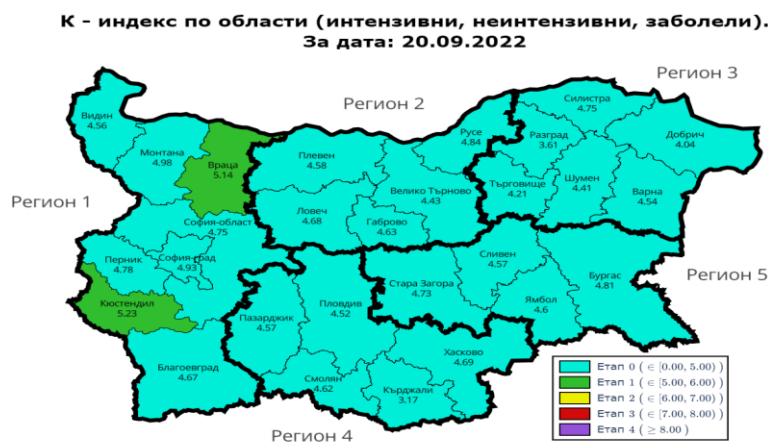 К - индекс по области (интензивни, неинтензивни, заболели).
За дата: 20.09.2022
Регион 3
Регион 2
Силистра
4.75
Видин
4.56
Русе
4.84
Разград
3.61
Добрич
4.04
Монтана
4.98
Враца
5.14
Плевен
4.58
Търговище
4.21
Шумен
4.41
Велико Търново
4.43
Варна
4.54
Регион 1
Ловеч
4.68
Габрово
4.63
София-област
4.75
Перник
4.78
София-град
4.93
Сливен
4.57
Стара Загора
4.73
Бургас
4.81
Регион 5
Кюстендил
5.23
Пловдив
4.52
Ямбол
4.6
Пазарджик
4.57
Хасково
4.69
Благоевград
4.67
Смолян
4.62
Кърджали
3.17
Регион 4
Етап 0 ( ∈ [0.00, 5.00) )
Етап 1 ( ∈ [5.00, 6.00) )
Етап 2 ( ∈ [6.00, 7.00) )
Етап 3 ( ∈ [7.00, 8.00) )
Етап 4 ( ≥ 8.00 )